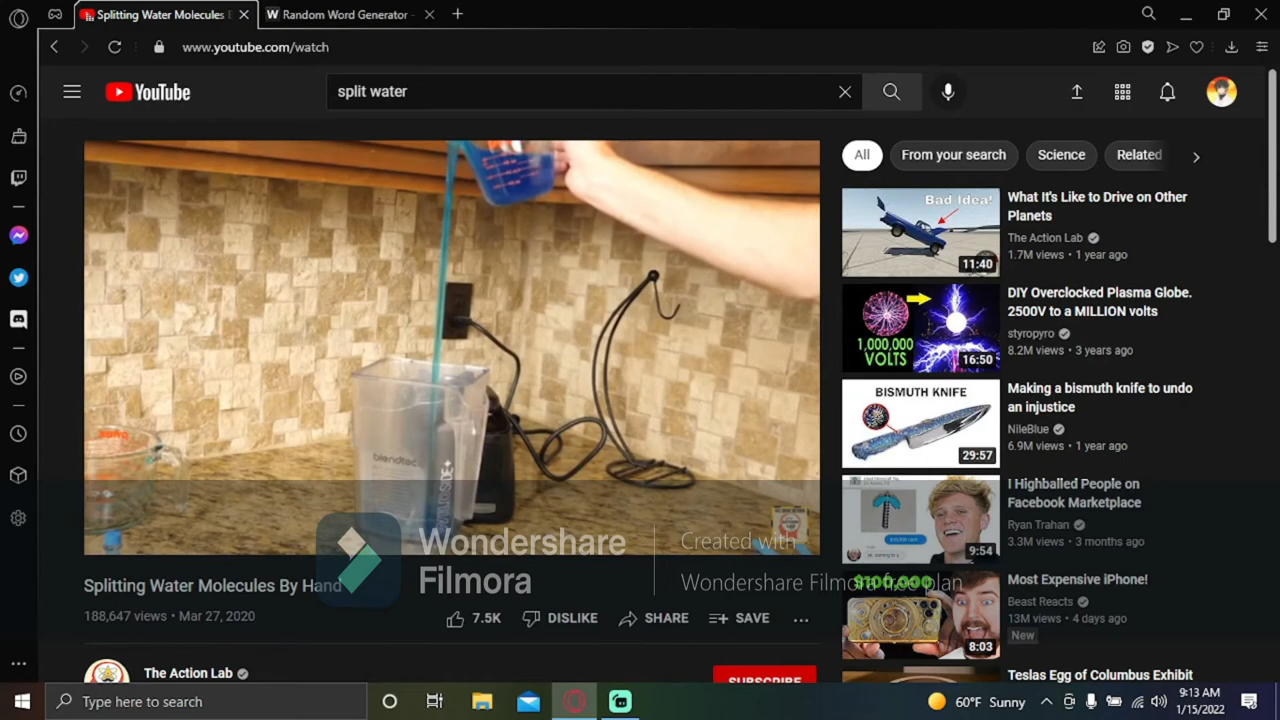 Splitting Water Molecules B
Random Word Generator -
www.youtube.com/watch
YouTube
split water
All
From your search
Science
Related
blendtec
Bad Idea!
11:40
What It's Like to Drive on Other
Planets
The Action Lab
1.7M views • 1 year ago
1,000,000
VOLTS
16:50
DIY Overclocked Plasma Globe.
2500V to a MILLION volts
styropyro
8.2M views • 3 years ago
BISMUTH KNIFE
29:57
Making a bismuth knife to undo
an injustice
NileBlue
6.9M views • 1 year ago
9:54
I Highballed People on
Facebook Marketplace
Ryan Trahan
3.3M views • 3 months ago
$100,000
8:03
Most Expensive iPhone!
Beast Reacts
13M views • 4 days ago
New
Teslas Egg of Columbus Exhibit
Wondershare
Filmora
Created with
Wondershare Filmora free plan
Splitting Water Molecules By Hand
188,647 views • Mar 27, 2020
7.5K
DISLIKE
SHARE
SAVE
The Action Lab
SUBSCRIBE
Type here to search
60°F Sunny
9:13 AM
1/15/2022